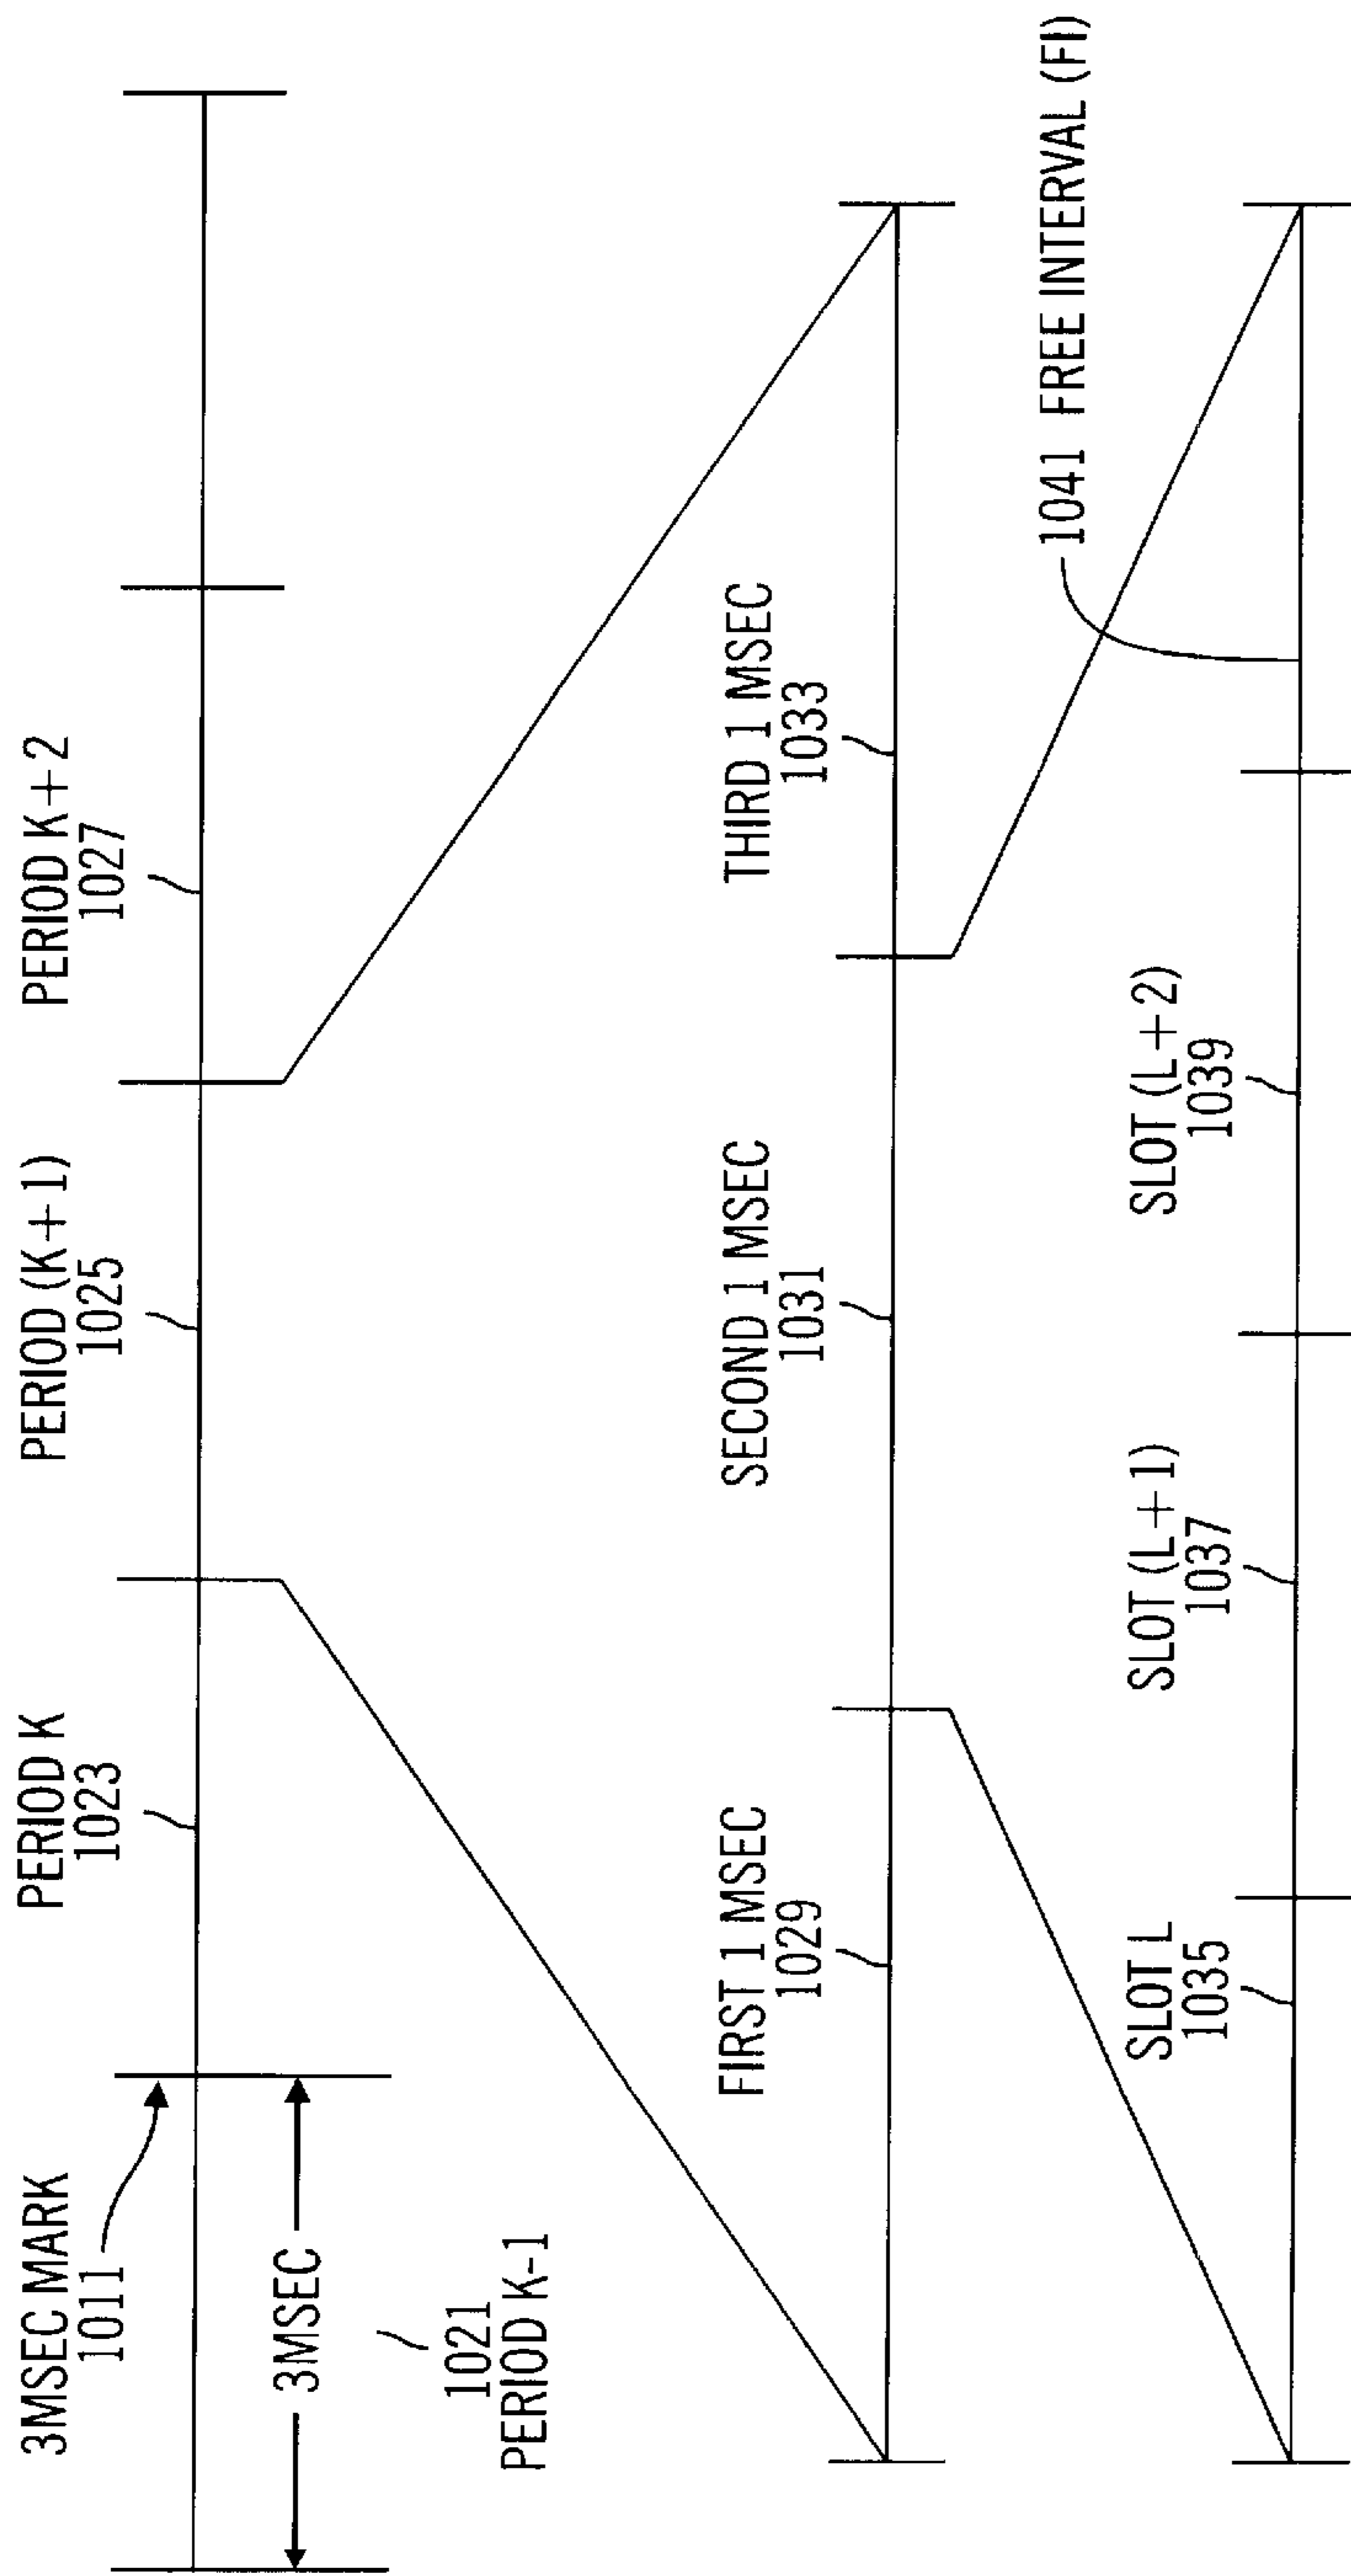 3MSEC MARK
1011
PERIOD K
1023
PERIOD (K+1)
1025
PERIOD K+2
1027
3MSEC
1021
PERIOD K-1
FIRST 1 MSEC
1029
SECOND 1 MSEC
1031
THIRD 1 MSEC
1033
1041 FREE INTERVAL (FI)
SLOT L
1035
SLOT (L+1)
1037
SLOT (L+2)
1039